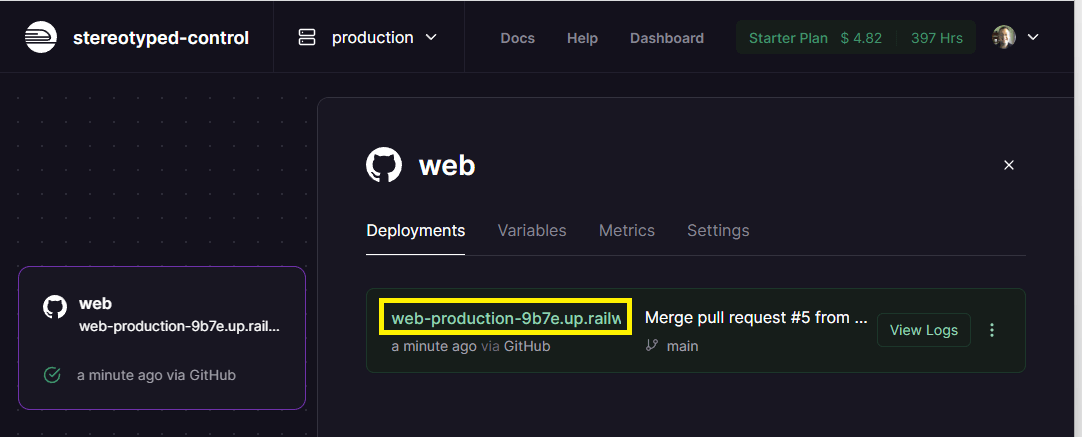 stereotyped-control
production
Docs
Help
Dashboard
Starter Plan $ 4.82 397 Hrs
web
Deployments
Variables
Metrics
Settings
web
web-production-9b7e.up.rail...
a minute ago via GitHub
web-production-9b7e.up.railw
a minute ago via GitHub
Merge pull request #5 from ...
main
View Logs